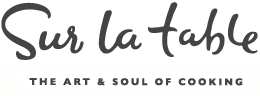 Sur la table
THE ART & SOUL OF COOKING